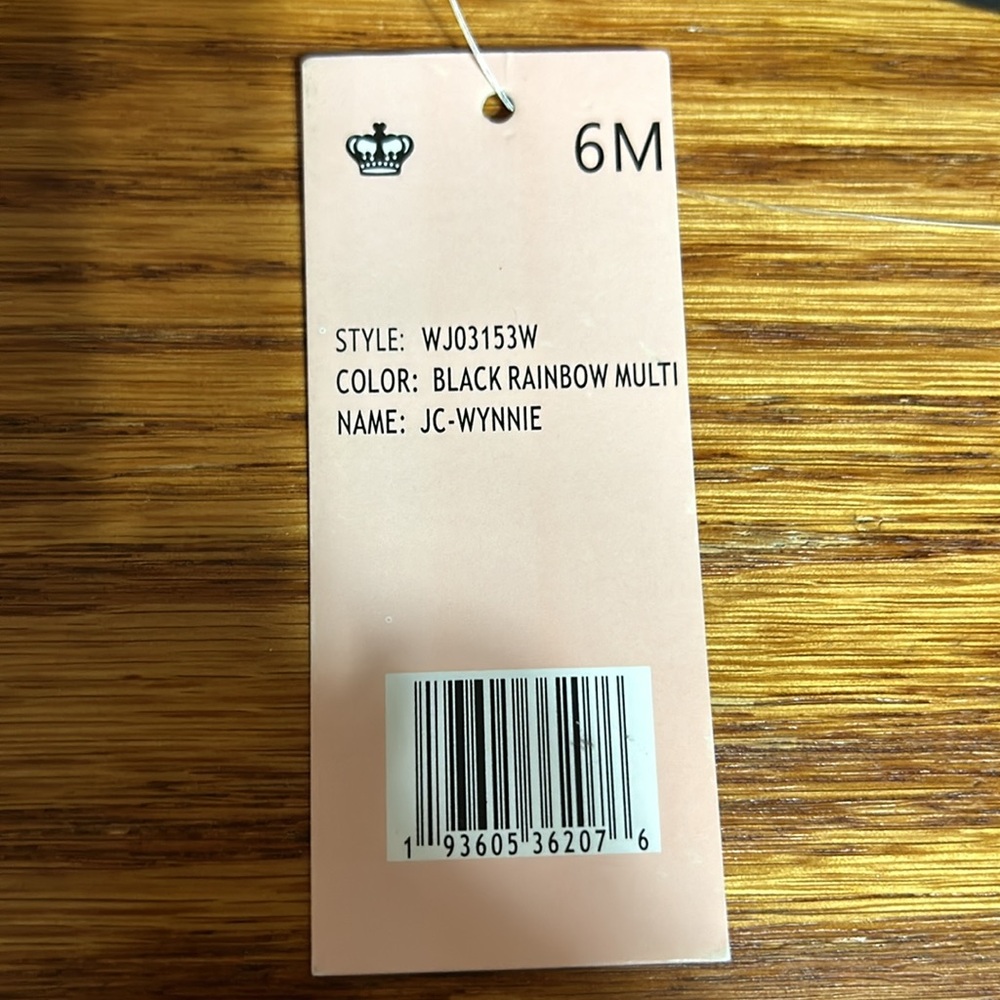 6M
STYLE: WJ03153W
COLOR: BLACK RAINBOW MULTI
NAME: JC-WYNNIE
1 93605 36207 6